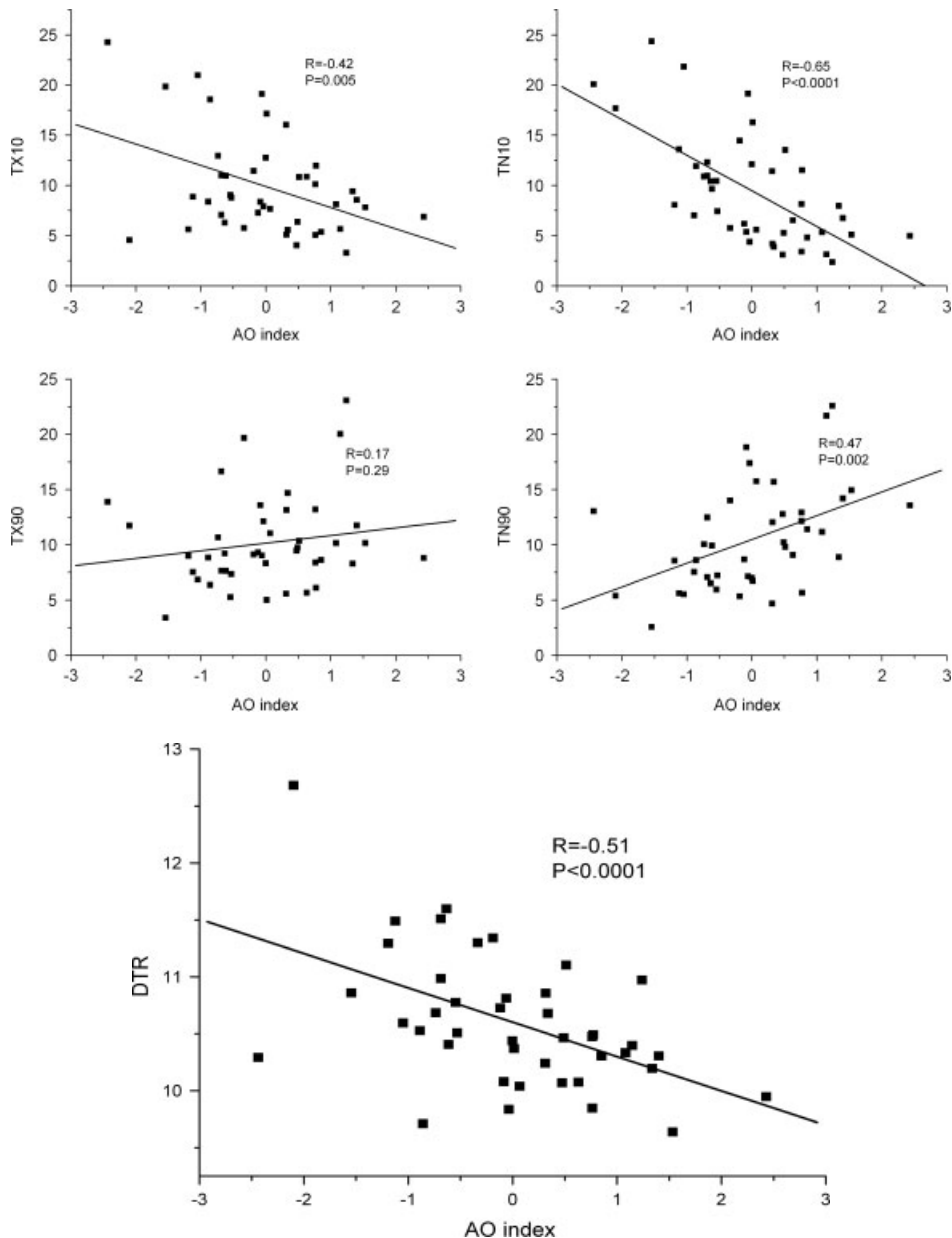 25
20
15
10
5
0
TX10
R=-0.42
P=0.005
-3 -2 -1 0 1 2 3
AO index
25
20
15
10
5
0
TN10
R=-0.65
P<0.0001
-3 -2 -1 0 1 2 3
AO index
25
20
15
10
5
0
TX90
R=0.17
P=0.29
-3 -2 -1 0 1 2 3
AO index
25
20
15
10
5
0
TN90
R=0.47
P=0.002
-3 -2 -1 0 1 2 3
AO index
13
12
11
10
DTR
R=-0.51
P<0.0001
-3 -2 -1 0 1 2 3
AO index